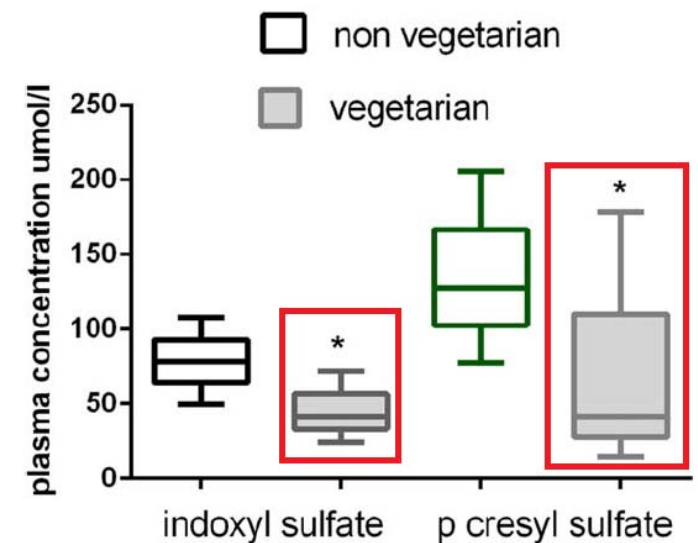 non vegetarian
vegetarian
plasma concentration umol/l
250
200
150
100
50
0
*
*
indoxyl sulfate
p cresyl sulfate